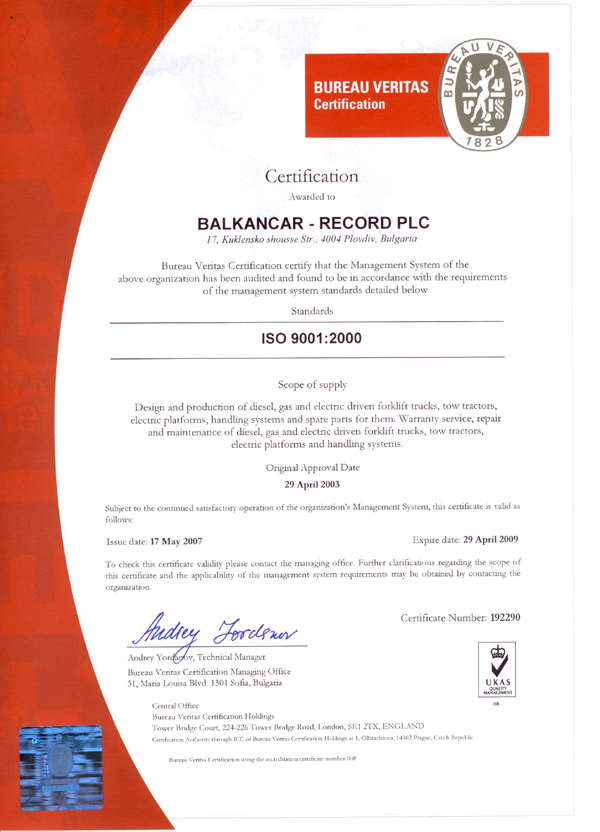 BUREAU VERITAS
Certification
BUREAU VERITAS
1828
Certification
Awarded to
BALKANCAR - RECORD PLC
17, Kuklensko shousse Str., 4004 Plovdiv, Bulgaria
Bureau Veritas Certification certify that the Management System of the
above organization has been audited and found to be in accordance with the requirements
of the management system standards detailed below
Standards
ISO 9001:2000
Scope of supply
Design and production of diesel, gas and electric driven forklift trucks, tow tractors,
electric platforms, handling systems and spare parts for them. Warranty service, repair
and maintenance of diesel, gas and electric driven forklift trucks, tow tractors,
electric platforms and handling systems.
Original Approval Date
29 April 2003
Subject to the continued satisfactory operation of the organization's Management System, this certificate is valid as
follows:
Issue date: 17 May 2007
Expire date: 29 April 2009
To check this certificate validity please contact the managing office. Further clarifications regarding the scope of
this certificate and the applicability of the management system requirements may be obtained by contacting the
organization.
Certificate Number: 192290
Andrey Yordanov, Technical Manager
Bureau Veritas Certification Managing Office
31, Maria Louisa Blvd. 1301 Sofia, Bulgaria
UKAS
QUALITY
MANAGEMENT
008
Central Office
Bureau Veritas Certification Holdings
Tower Bridge Court, 224-226 Tower Bridge Road, London, SE1 2TX, ENGLAND
Certification Authority through ICC of Bureau Veritas Certification Holdings at 1, Olbrachtova, 14002 Prague, Czech Republic
Bureau Veritas Certification using the accreditation certificate number 008